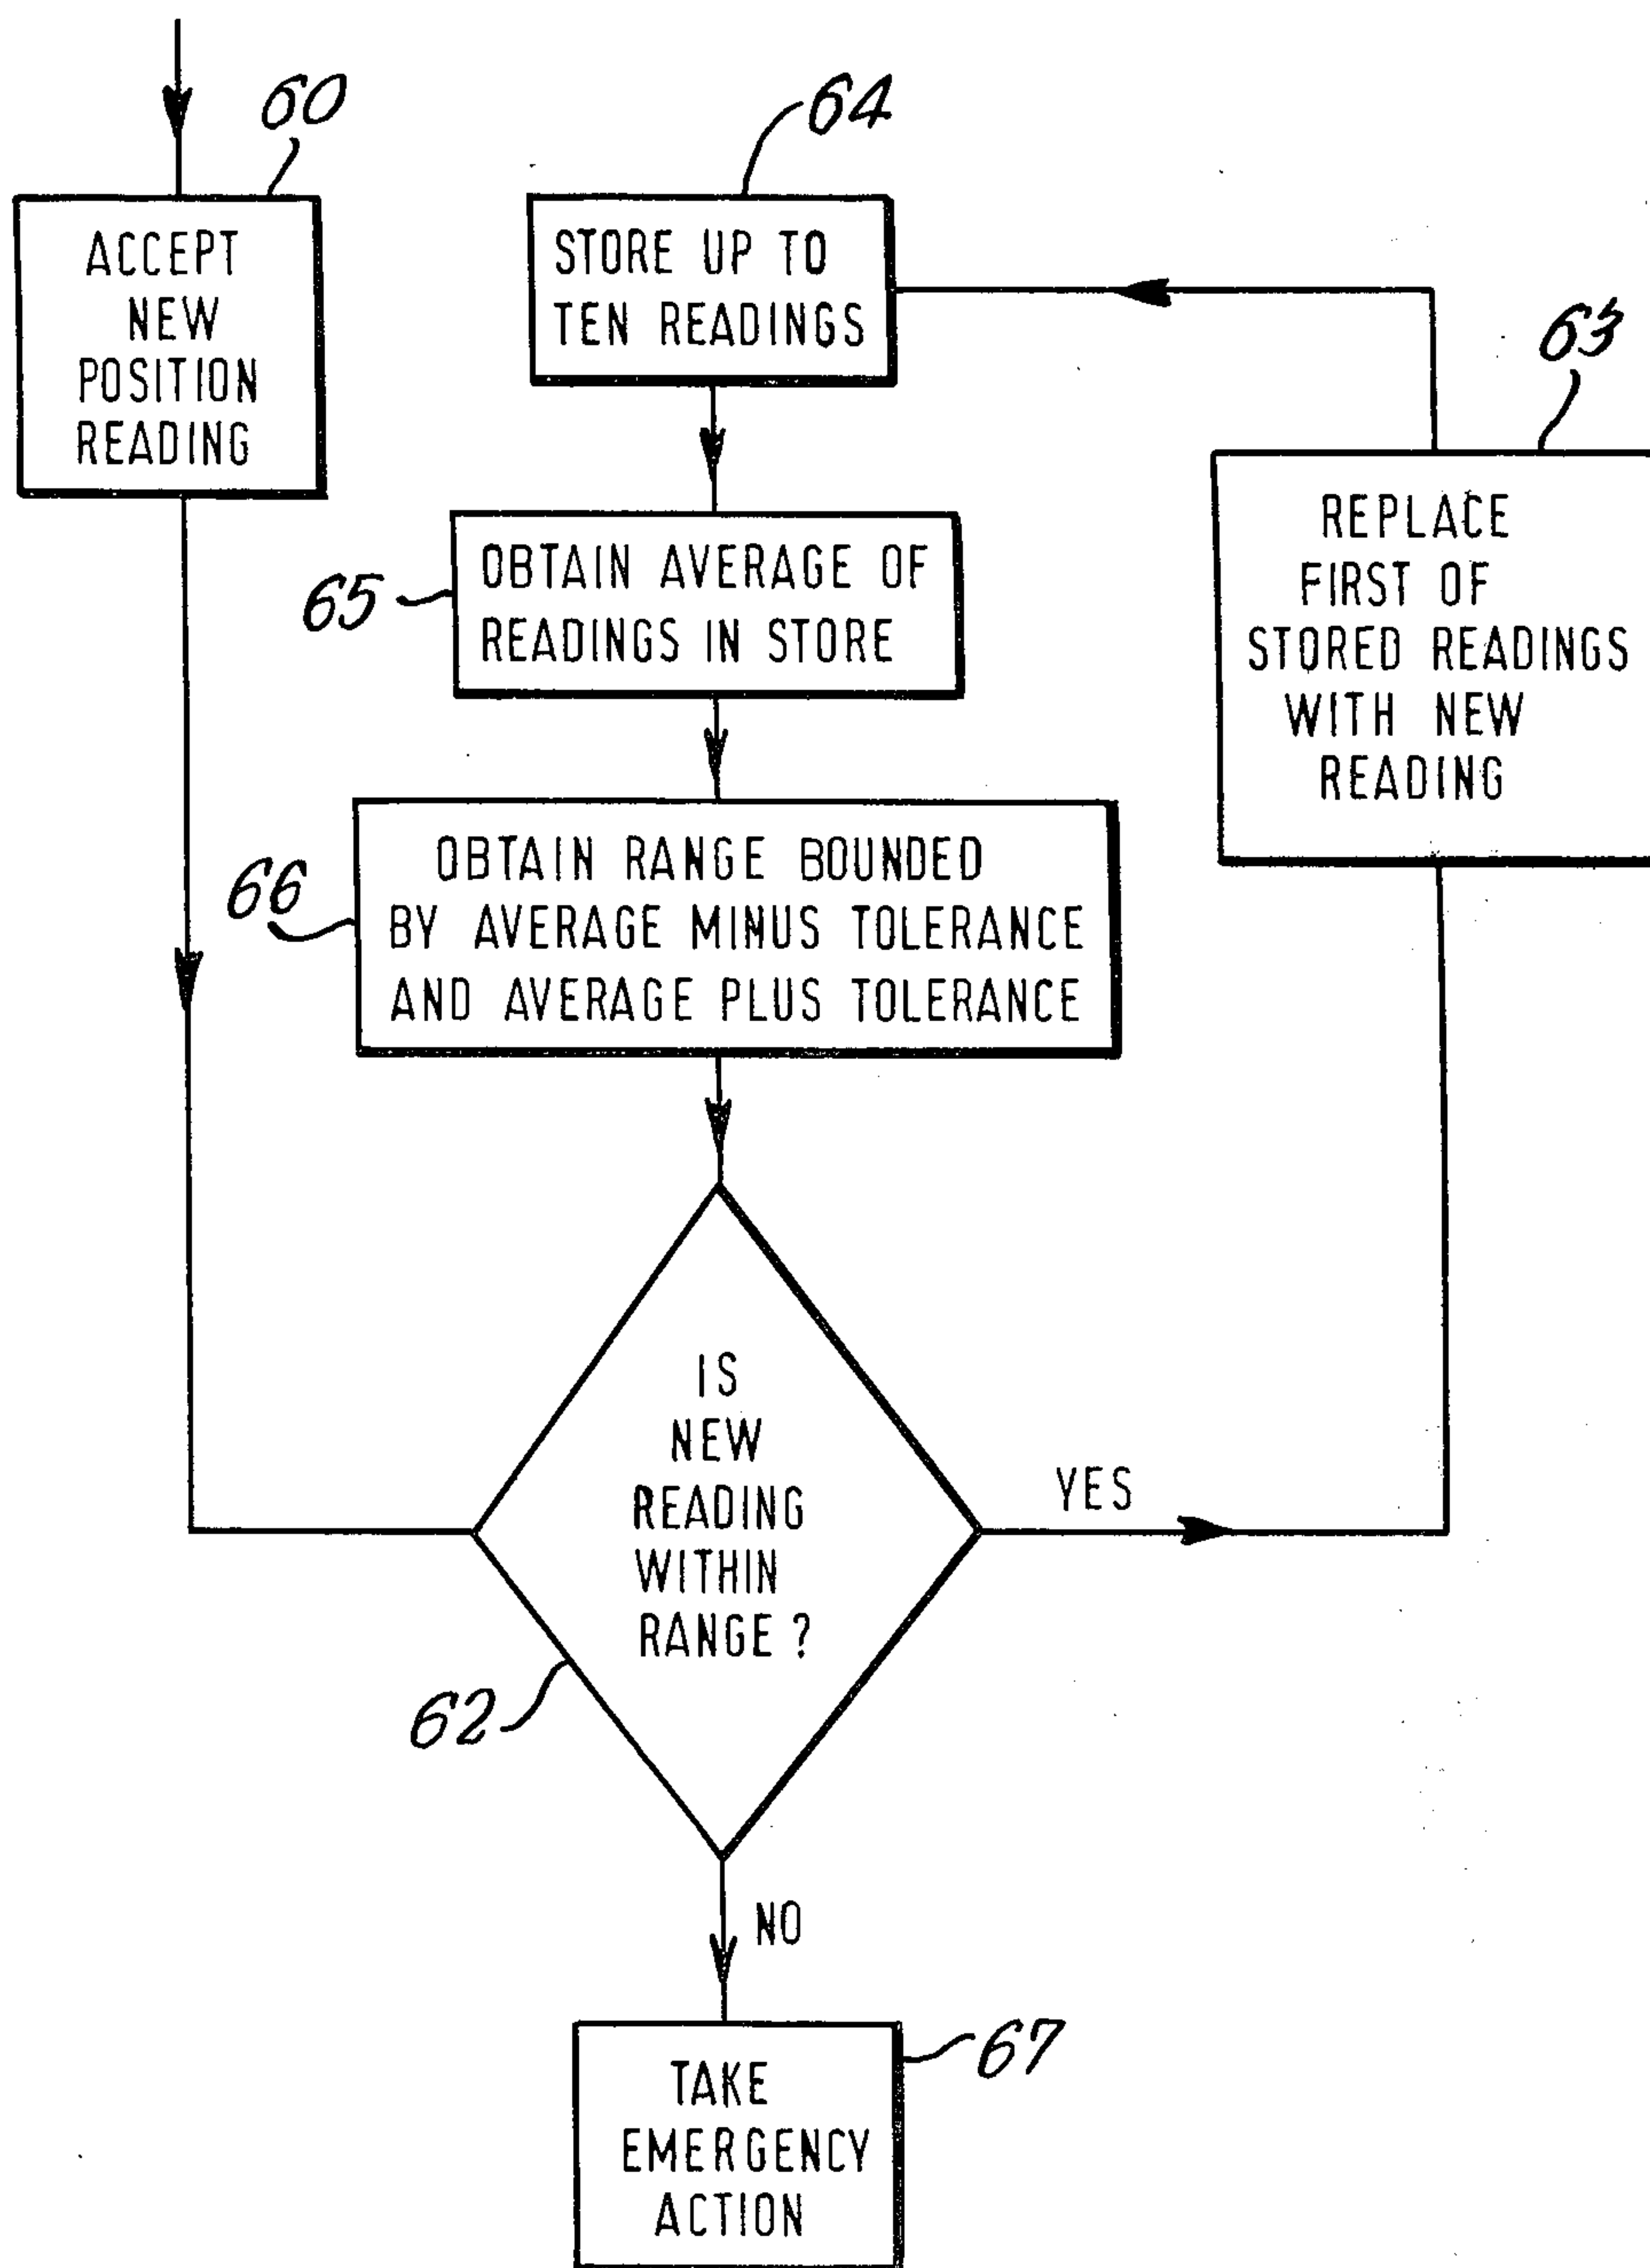 60
ACCEPT
NEW
POSITION
READING
64
STORE UP TO
TEN READINGS
63
REPLACE
FIRST OF
STORED READINGS
WITH NEW
READING
65
OBTAIN AVERAGE OF
READINGS IN STORE
66
OBTAIN RANGE BOUNDED
BY AVERAGE MINUS TOLERANCE
AND AVERAGE PLUS TOLERANCE
IS
NEW
READING
WITHIN
RANGE ?
YES
62
NO
67
TAKE
EMERGENCY
ACTION